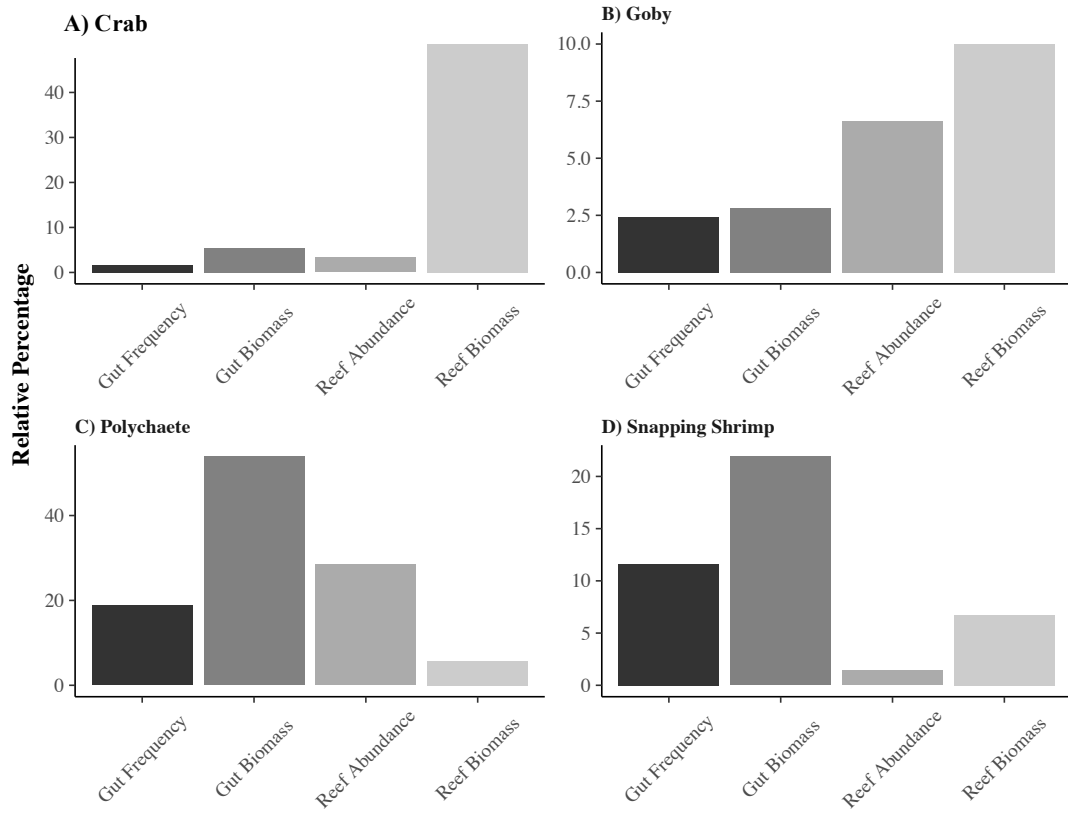 A) Crab
40
30
20
10
0
Gut Frequency
Gut Biomass
Reef Abundance
Reef Biomass
B) Goby
10.0
7.5
5.0
2.5
0.0
Gut Frequency
Gut Biomass
Reef Abundance
Reef Biomass
Relative Percentage
C) Polychaete
40
20
0
Gut Frequency
Gut Biomass
Reef Abundance
Reef Biomass
D) Snapping Shrimp
20
15
10
5
0
Gut Frequency
Gut Biomass
Reef Abundance
Reef Biomass